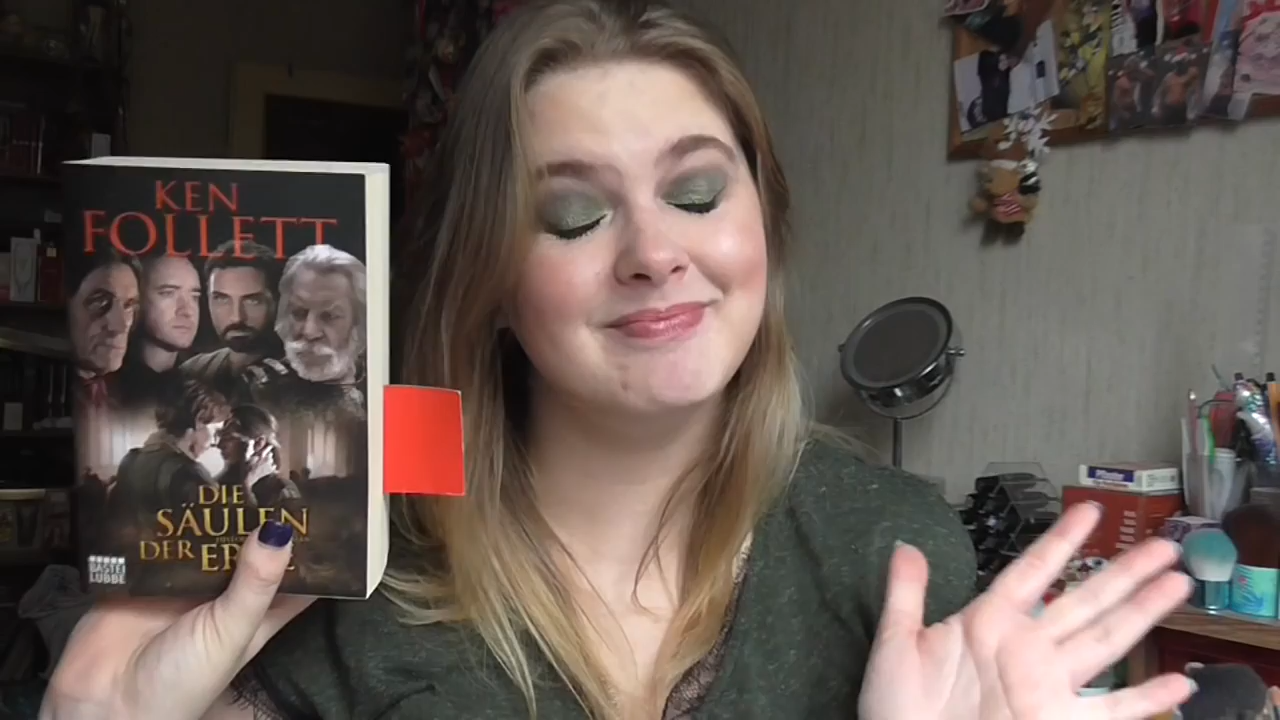 KEN
FOLLETT
DIE
SÄULEN
DER ERDE
BASTEI
LÜBBE